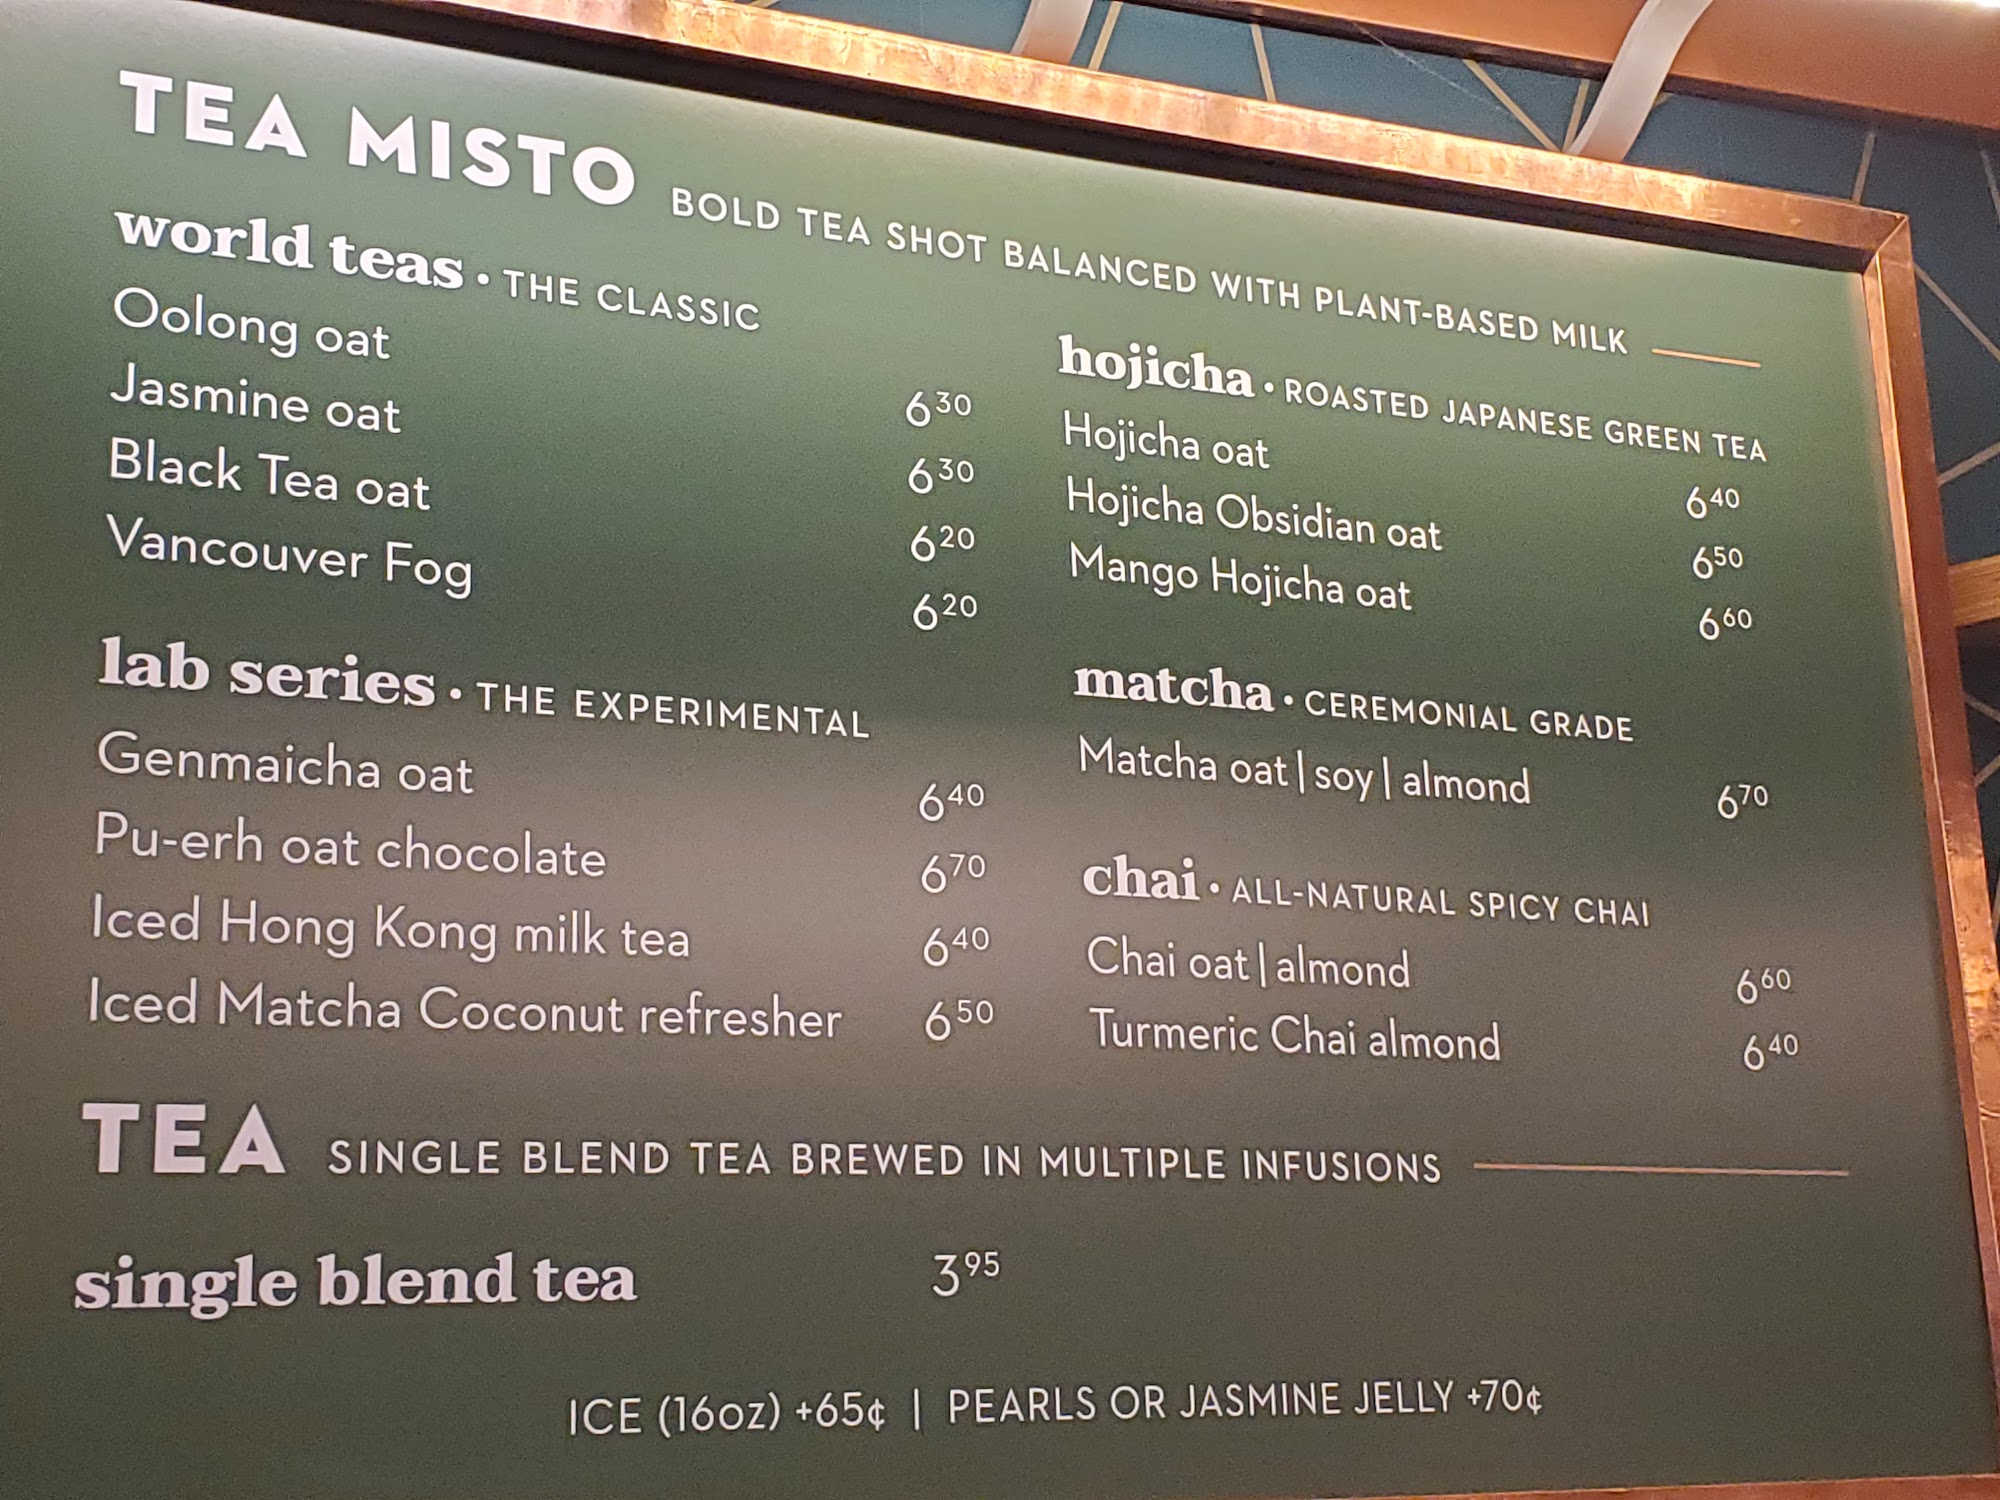 TEA MISTO BOLD TEA SHOT BALANCED WITH PLANT-BASED MILK
world teas • THE CLASSIC
Oolong oat 6³⁰
Jasmine oat 6³⁰
Black Tea oat 6²⁰
Vancouver Fog 6²⁰
lab series • THE EXPERIMENTAL
Genmaicha oat 6⁴⁰
Pu-erh oat chocolate 6⁷⁰
Iced Hong Kong milk tea 6⁴⁰
Iced Matcha Coconut refresher 6⁵⁰
hojicha • ROASTED JAPANESE GREEN TEA
Hojicha oat 6⁴⁰
Hojicha Obsidian oat 6⁵⁰
Mango Hojicha oat 6⁶⁰
matcha • CEREMONIAL GRADE
Matcha oat | soy | almond 6⁷⁰
chai • ALL-NATURAL SPICY CHAI
Chai oat | almond 6⁶⁰
Turmeric Chai almond 6⁴⁰
TEA SINGLE BLEND TEA BREWED IN MULTIPLE INFUSIONS
single blend tea 3⁹⁵
ICE (16oz) +65¢ | PEARLS OR JASMINE JELLY +70¢